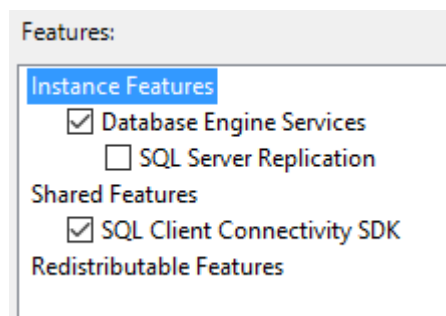 Features:
Instance Features
Database Engine Services
SQL Server Replication
Shared Features
SQL Client Connectivity SDK
Redistributable Features